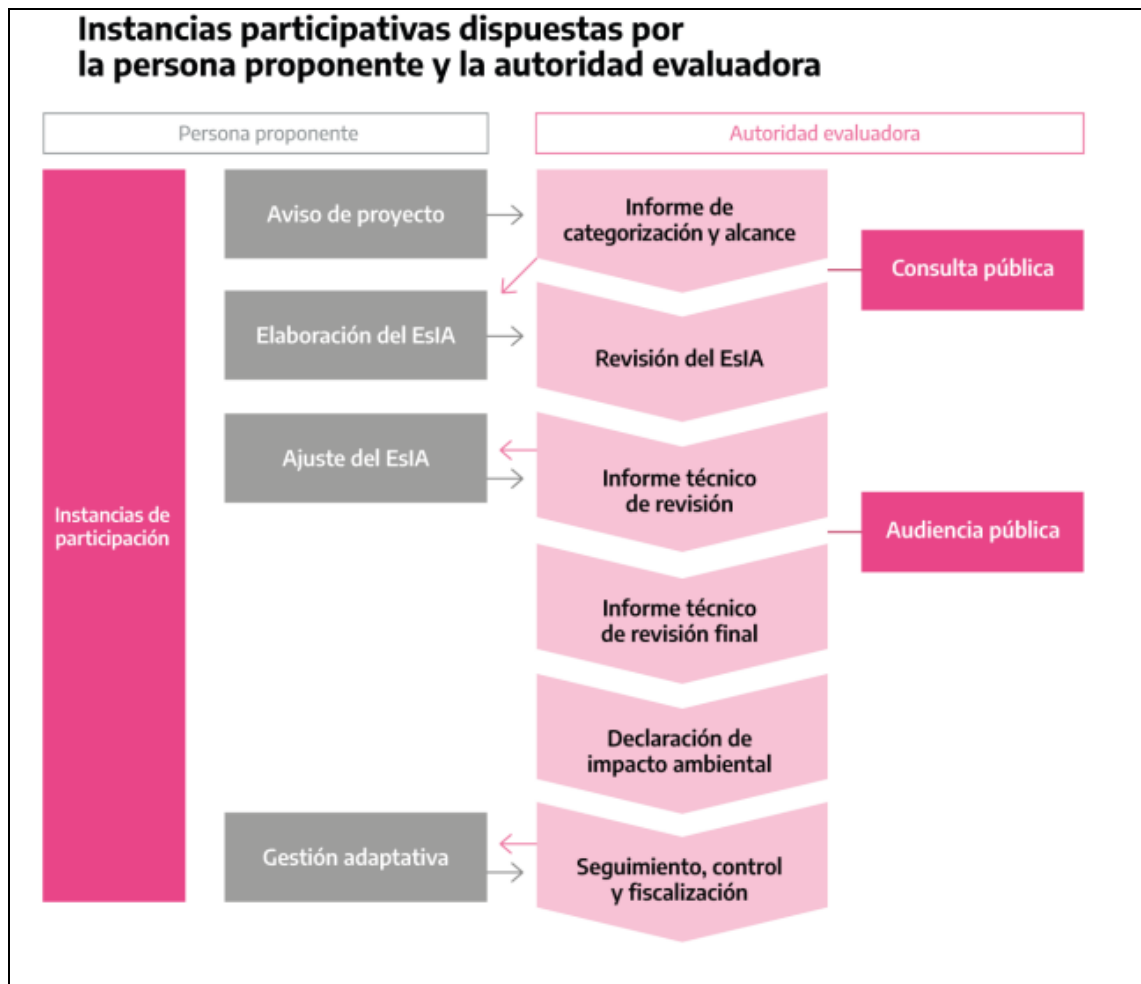 Instancias participativas dispuestas por
la persona proponente y la autoridad evaluadora
Persona proponente
Autoridad evaluadora
Instancias de
participación
Aviso de proyecto
Informe de
categorización y alcance
Consulta pública
Elaboración del EsIA
Revisión del EsIA
Ajuste del EsIA
Informe técnico
de revisión
Audiencia pública
Informe técnico
de revisión final
Declaración de
impacto ambiental
Gestión adaptativa
Seguimiento, control
y fiscalización